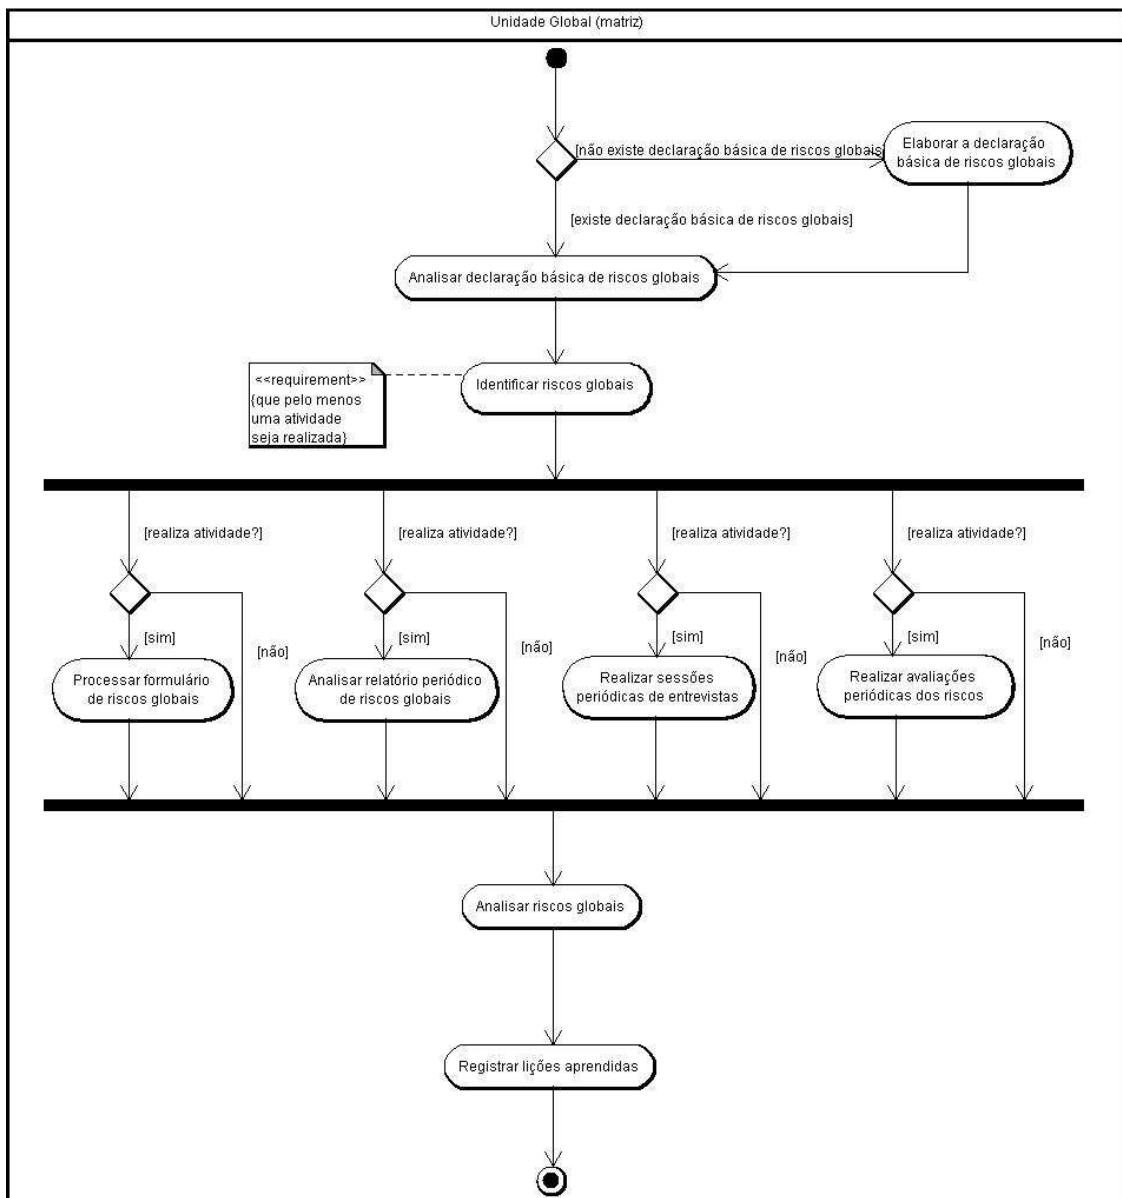 Unidade Global (matriz)
[não existe declaração básica de riscos globais]
Elaborar a declaração
básica de riscos globais
[existe declaração básica de riscos globais]
Analisar declaração básica de riscos globais
<<requirement>>
{que pelo menos
uma atividade
seja realizada}
Identificar riscos globais
[realiza atividade?]
[realiza atividade?]
[realiza atividade?]
[realiza atividade?]
[sim]
[não]
[sim]
[não]
[sim]
[não]
[sim]
[não]
Processar formulário
de riscos globais
Analisar relatório periódico
de riscos globais
Realizar sessões
periódicas de entrevistas
Realizar avaliações
periódicas dos riscos
Analisar riscos globais
Registrar lições aprendidas